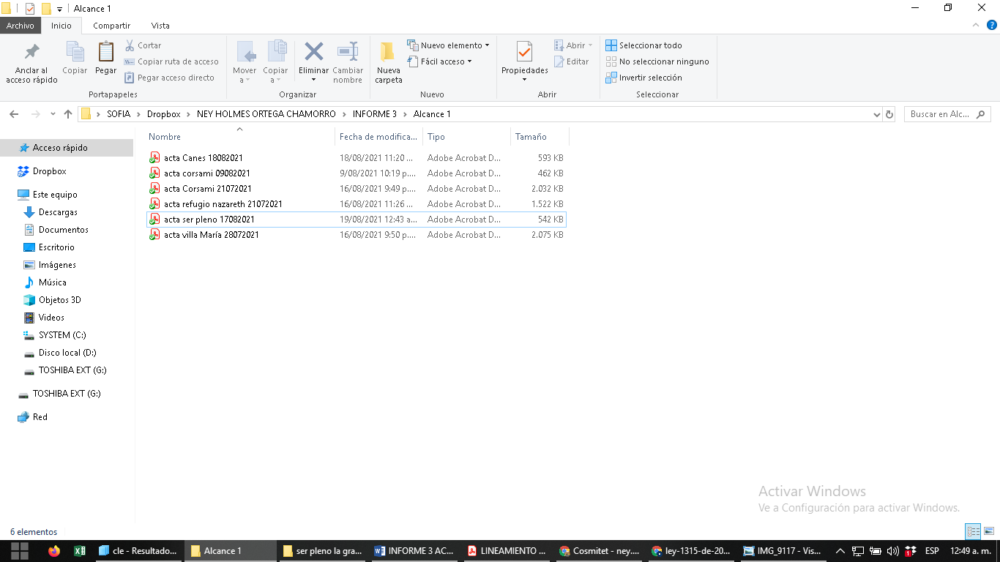 Alcance 1
Archivo Inicio Compartir Vista
Anclar al acceso rápido
Copiar
Pegar
Cortar
Copiar ruta de acceso
Pegar acceso directo
Portapapeles
Mover a
Copiar a
Eliminar
Cambiar nombre
Organizar
Nueva carpeta
Nuevo elemento
Fácil acceso
Nuevo
Propiedades
Abrir
Editar
Abrir
Seleccionar todo
No seleccionar ninguno
Invertir selección
Seleccionar
SOFIA > Dropbox > NEY HOLMES ORTEGA CHAMORRO > INFORME 3 > Alcance 1
Buscar en Alc...
Nombre Fecha de modifica... Tipo Tamaño
acta Canes 18082021 18/08/2021 11:20 ... Adobe Acrobat D... 593 KB
acta corsami 09082021 9/08/2021 10:19 p.... Adobe Acrobat D... 462 KB
acta Corsami 21072021 16/08/2021 9:49 p.... Adobe Acrobat D... 2.032 KB
acta refugio nazareth 21072021 16/08/2021 11:26 ... Adobe Acrobat D... 1.522 KB
acta ser pleno 17082021 19/08/2021 12:43 a... Adobe Acrobat D... 542 KB
acta villa María 28072021 16/08/2021 9:50 p.... Adobe Acrobat D... 2.075 KB
Acceso rápido
Dropbox
Este equipo
Descargas
Documentos
Escritorio
Imágenes
Música
Objetos 3D
Videos
SYSTEM (C:)
Disco local (D:)
TOSHIBA EXT (G:)
TOSHIBA EXT (G:)
Red
Activar Windows
Ve a Configuración para activar Windows.
6 elementos
cle - Resultado... Alcance 1 ser pleno la gra... INFORME 3 AC... LINEAMIENTO ... Cosmitet - ney.... ley-1315-de-20... IMG_9117 - Vis... 1 ESP 12:49 a. m.